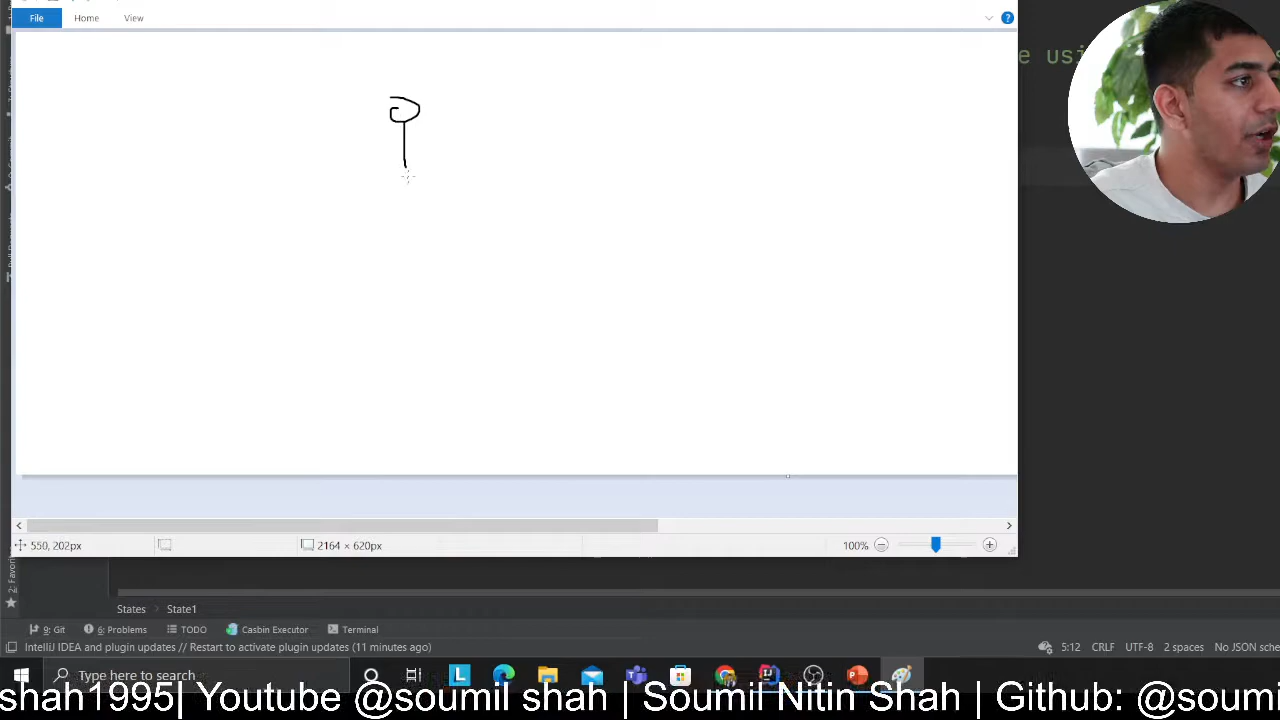 File Home View
e us
550, 202px
2164 × 620px
100%
States > State1
9: Git 6: Problems TODO Casbin Executor Terminal
IntelliJ IDEA and plugin updates // Restart to activate plugin updates (11 minutes ago)
5:12 CRLF UTF-8 2 spaces No JSON sche
Type here to search
shah1995| Youtube @soumil shah | Soumil Nitin Shah | Github: @soumi